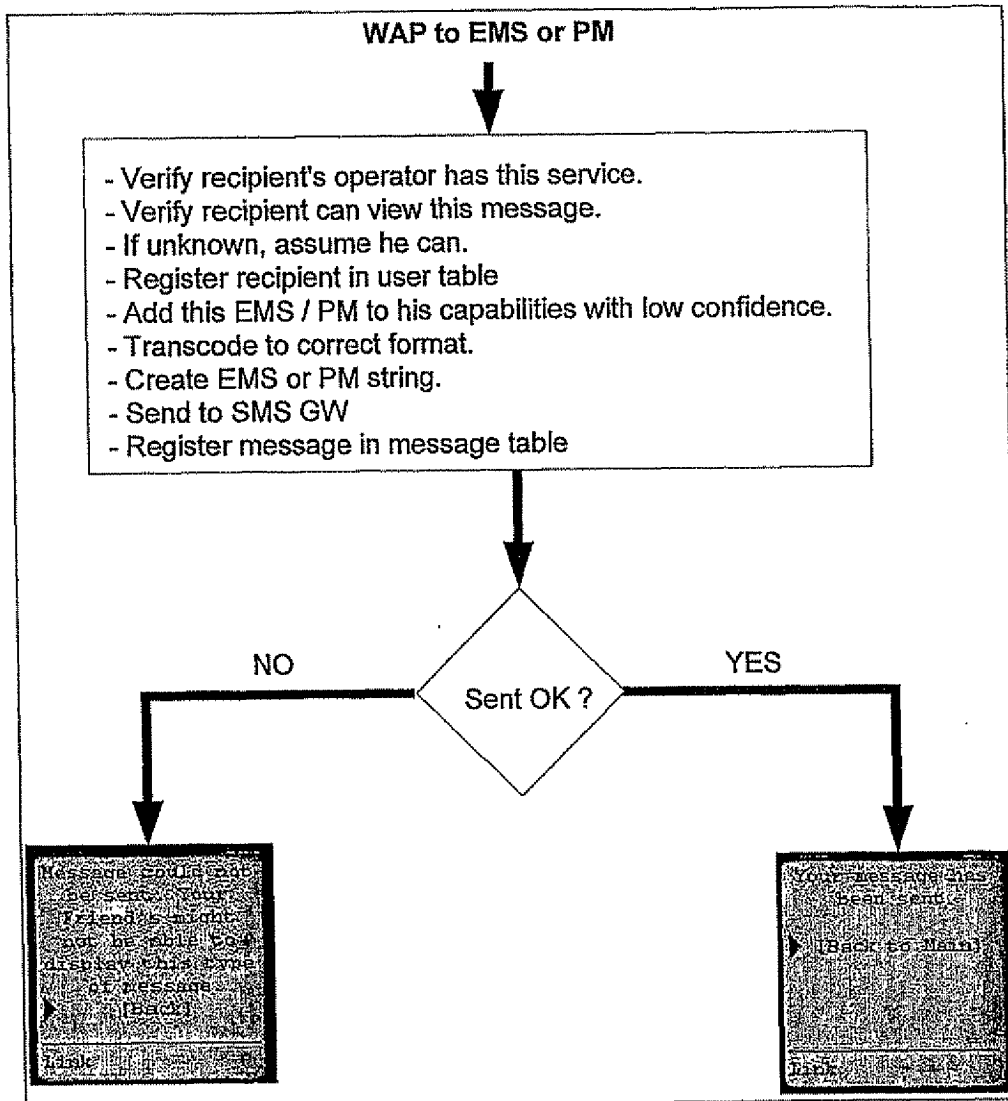 WAP to EMS or PM
- Verify recipient's operator has this service.
- Verify recipient can view this message.
- If unknown, assume he can.
- Register recipient in user table
- Add this EMS / PM to his capabilities with low confidence.
- Transcode to correct format.
- Create EMS or PM string.
- Send to SMS GW
- Register message in message table
NO
Sent OK ?
YES
Message could not
be sent. Your
Friend's might
not be able to
display this type
of message.
[Back]
Link
Your message has
been sent.
[Back to Main]
Link